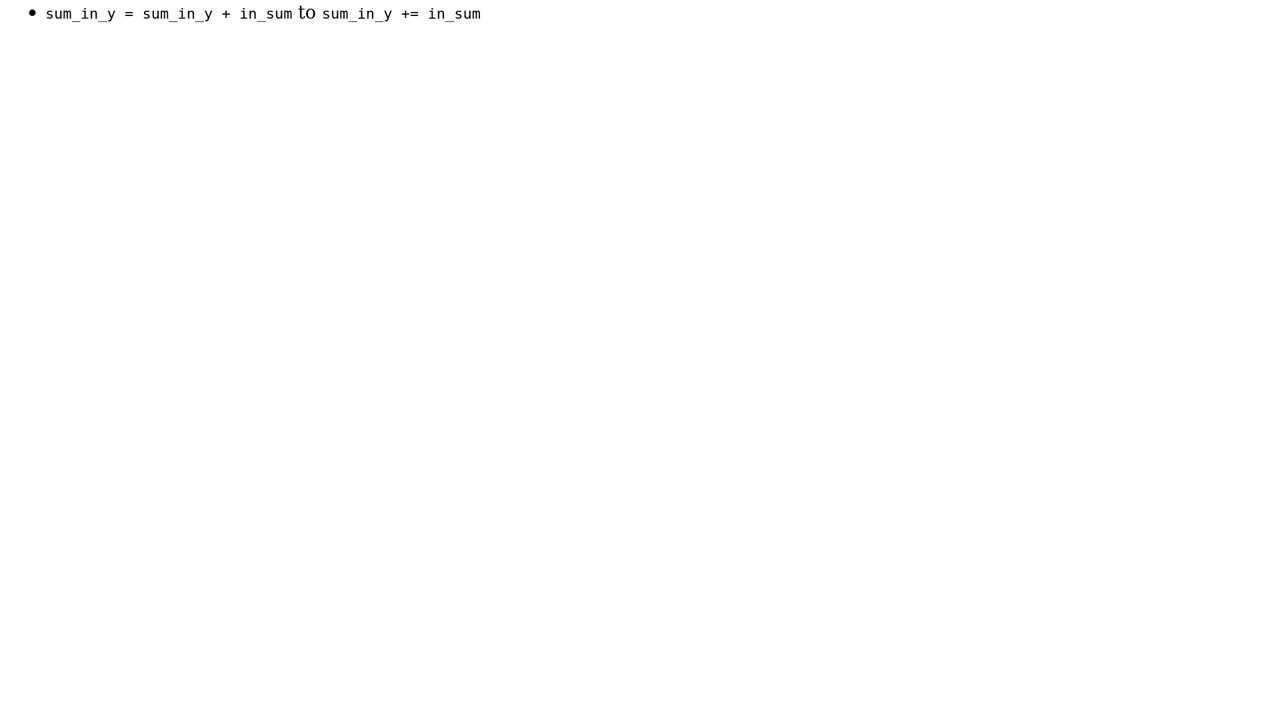 • sum_in_y = sum_in_y + in_sum to sum_in_y += in_sum